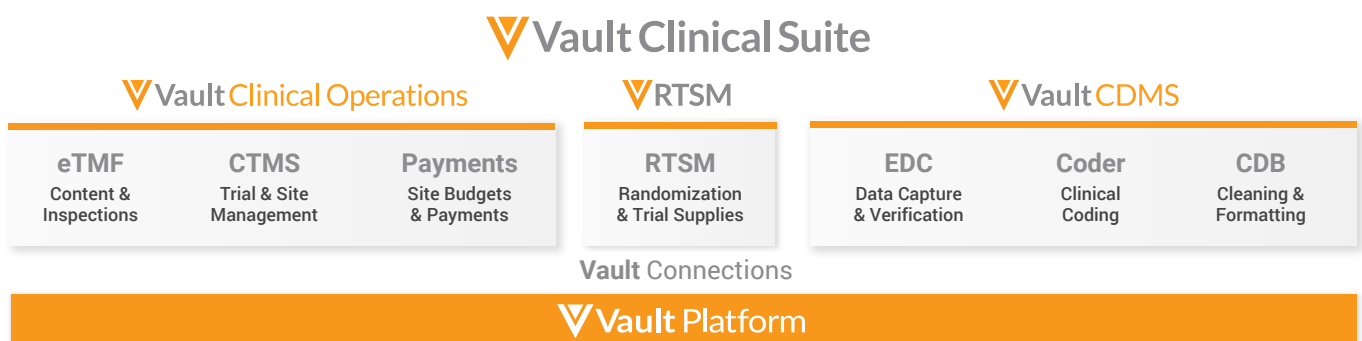 Vault Clinical Suite
Vault Clinical Operations
RTSM
Vault CDMS
eTMF
Content &
Inspections
CTMS
Trial & Site
Management
Payments
Site Budgets
& Payments
RTSM
Randomization
& Trial Supplies
EDC
Data Capture
& Verification
Coder
Clinical
Coding
CDB
Cleaning &
Formatting
Vault Connections
Vault Platform